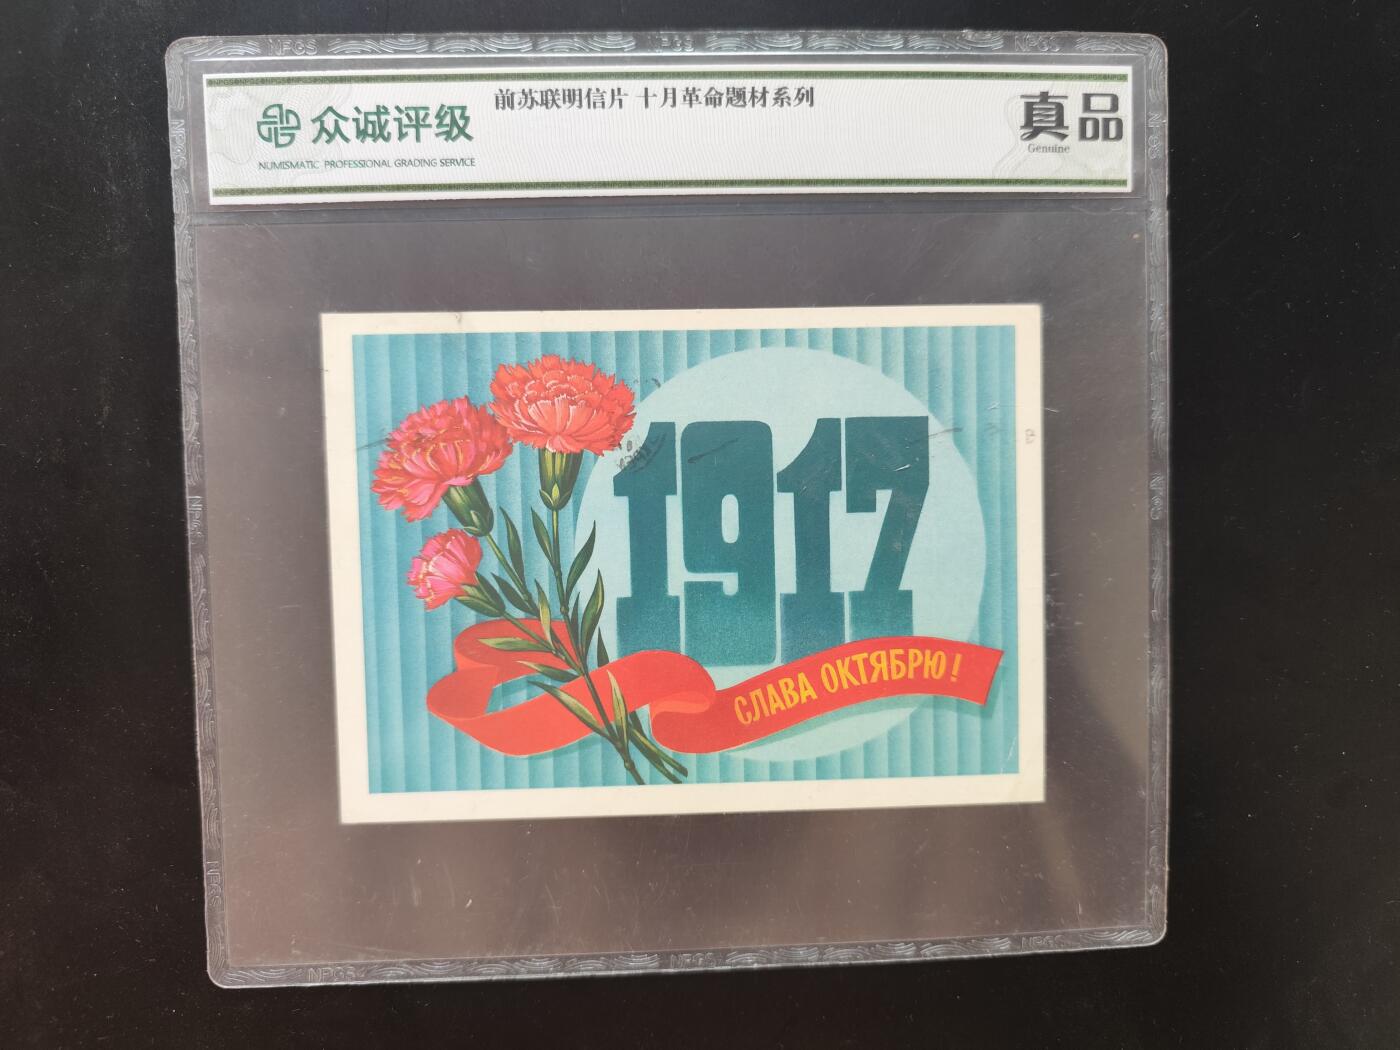 前苏联明信片 十月革命题材系列
众诚评级
NUMISMATIC PROFESSIONAL GRADING SERVICE
真品
Genuine
1917
СЛАВА ОКТЯБРЮ!
NPGS